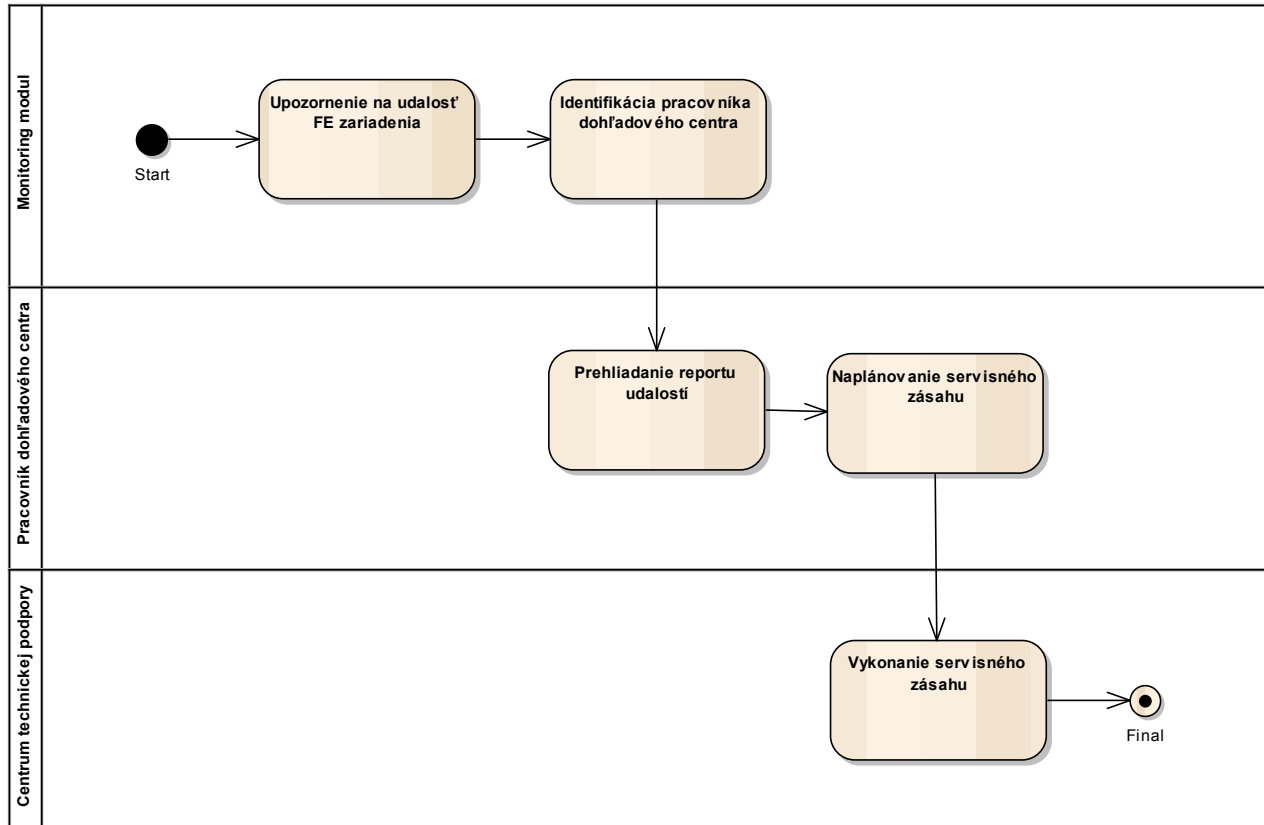 Monitoring modul
Start
Upozornenie na udalosť
FE zariadenia
Identifikácia pracovníka
dohľadového centra
Pracovník dohľadového centra
Prehliadanie reportu
udalostí
Naplánovanie servisného
zásahu
Centrum technickej podpory
Vykonanie servisného
zásahu
Final